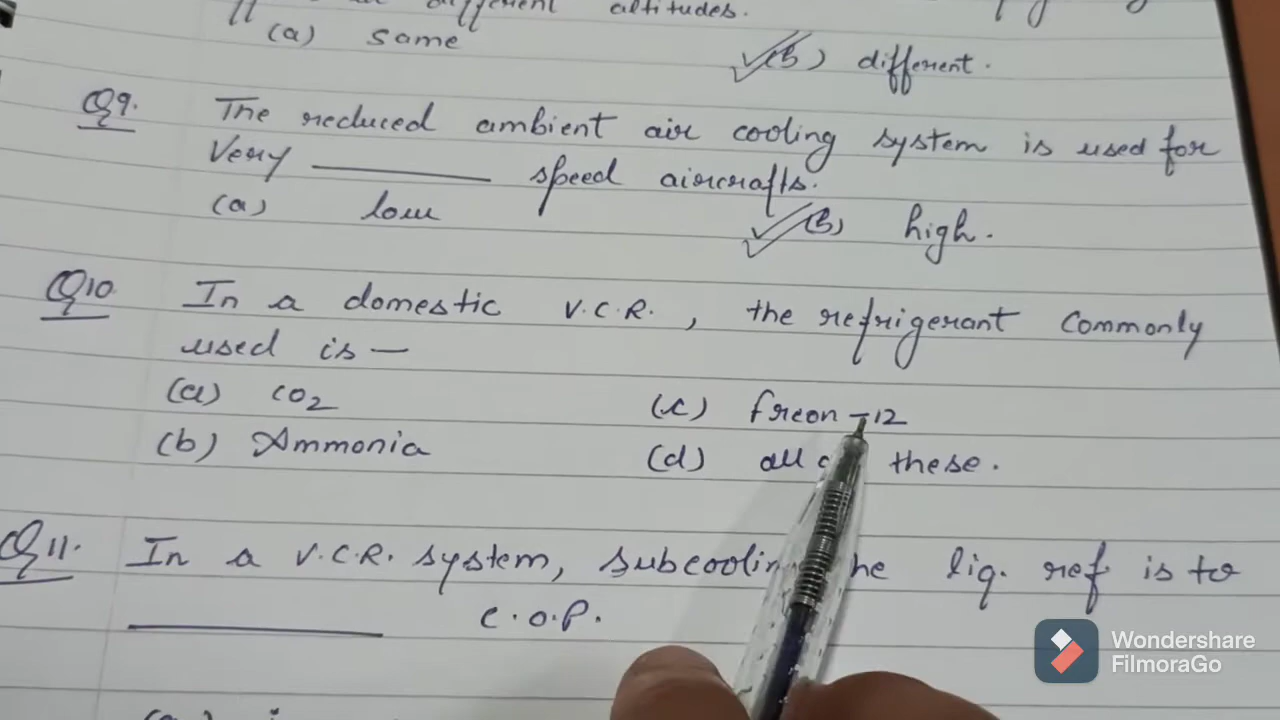 different altitudes.
(a) same (b) different.
Q9. The reduced ambient air cooling system is used for
Very ________ speed aircrafts.
(a) low (b) high.
Q10 In a domestic V.C.R., the refrigerant commonly
used is —
(a) CO2 (c) freon-12
(b) Ammonia (d) all these.
Q11. In a V.C.R. system, the liq. ref is to
________ C.O.P.
Wondershare
FilmoraGo